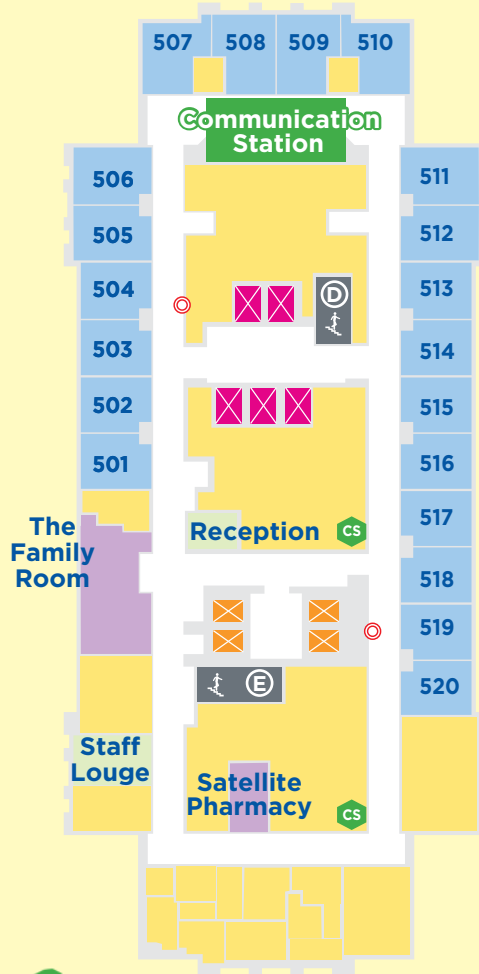 507 508 509 510
Communication
Station
506
511
505
512
504
513
D
503
514
502
515
501
516
517
The
Family
Room
Reception
CS
518
519
E
520
Staff
Louge
Satellite
Pharmacy
CS